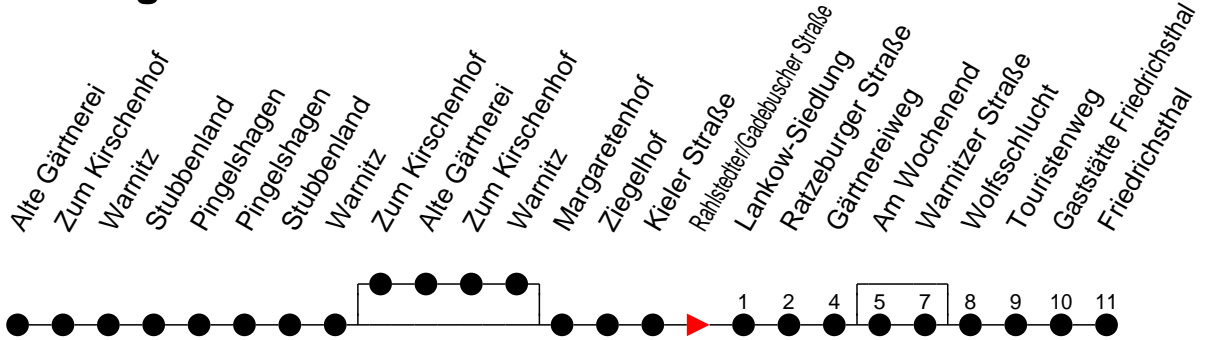 Alte Gärtnerei
Zum Kirschenhof
Warnitz
Stubbenland
Pingelshagen
Pingelshagen
Stubbenland
Warnitz
Zum Kirschenhof
Alte Gärtnerei
Zum Kirschenhof
Warnitz
Margaretenhof
Ziegelhof
Kieler Straße
Rahlstedter/Gadebuscher Straße
Lankow-Siedlung
Ratzeburger Straße
Gärtnereiweg
Am Wochenend
Warnitzer Straße
Wolfsschlucht
Touristenweg
Gaststätte Friedrichsthal
Friedrichsthal
1 2 4 5 7 8 9 10 11